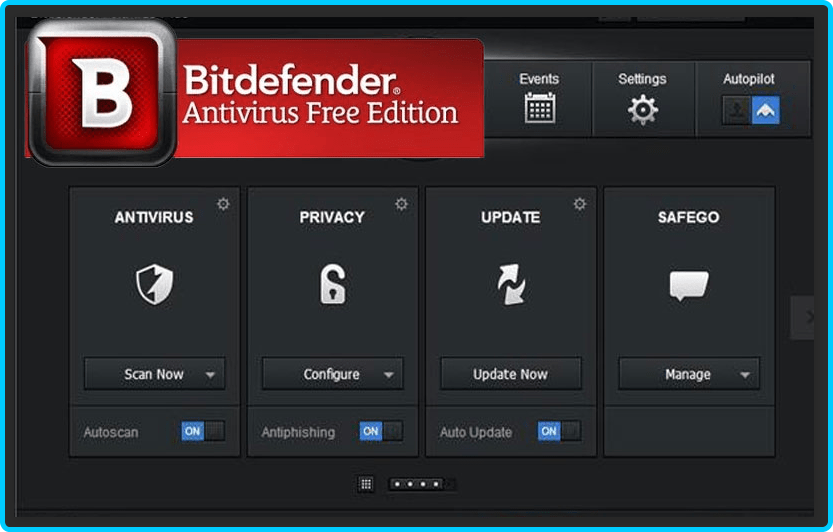 B
Bitdefender®
Antivirus Free Edition
Events
Settings
Autopilot
ANTIVIRUS
PRIVACY
UPDATE
SAFEGO
Scan Now
Configure
Update Now
Manage
Autoscan
ON
Antiphishing
ON
Auto Update
ON